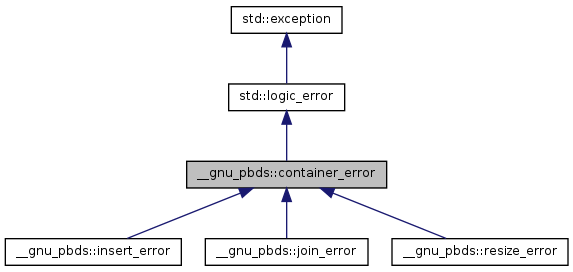 std::exception
std::logic_error
__gnu_pbds::container_error
__gnu_pbds::insert_error
__gnu_pbds::join_error
__gnu_pbds::resize_error